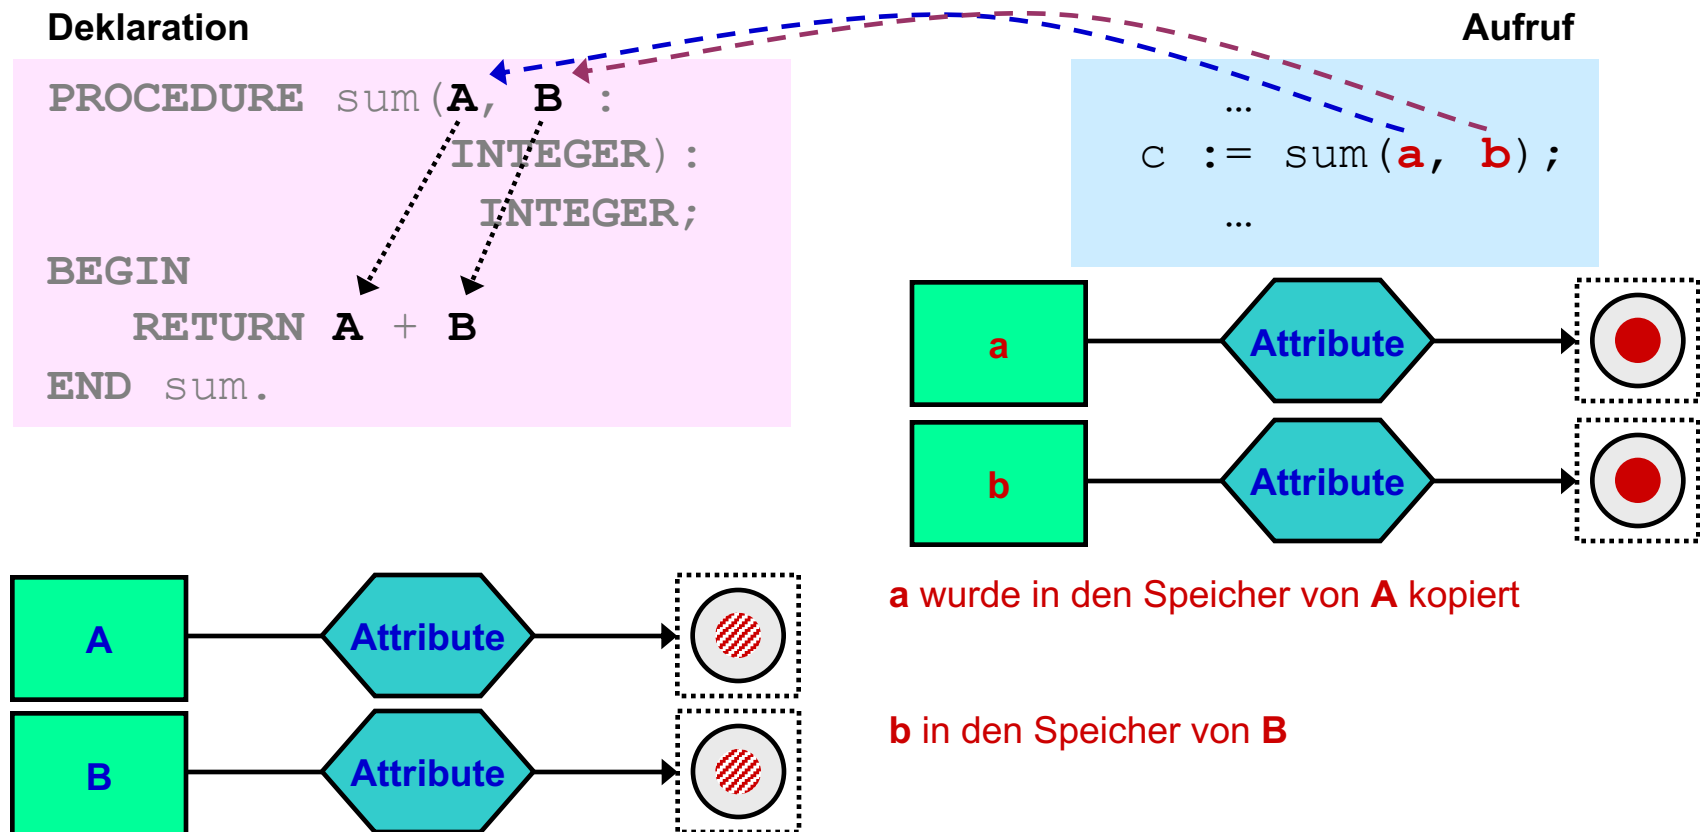 Deklaration
PROCEDURE sum(A, B :
INTEGER):
INTEGER;
BEGIN
RETURN A + B
END sum.
Aufruf
…
c := sum(a, b);
…
a
Attribute
b
Attribute
a wurde in den Speicher von A kopiert
b in den Speicher von B
A
Attribute
B
Attribute